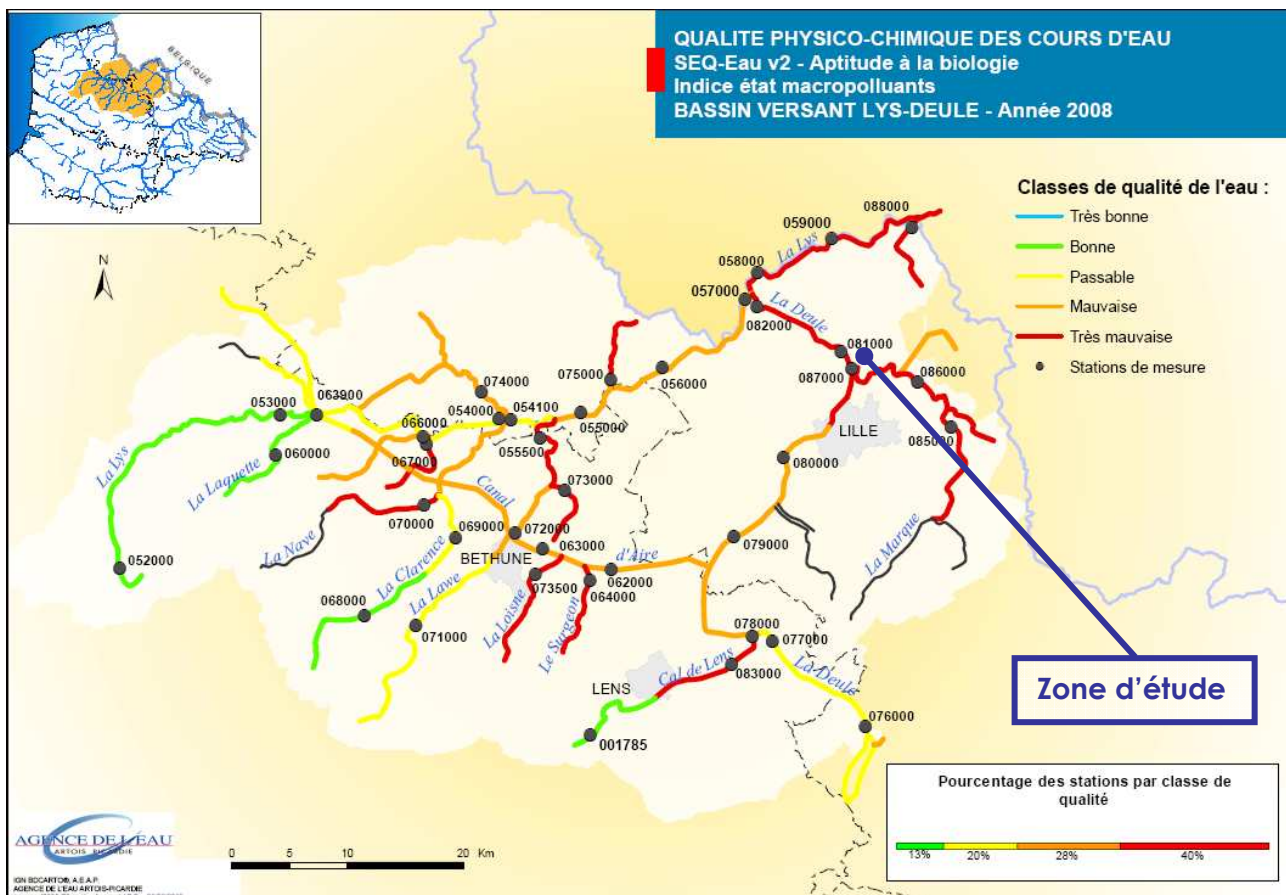 BELGIQUE
QUALITE PHYSICO-CHIMIQUE DES COURS D'EAU
SEQ-Eau v2 - Aptitude à la biologie
Indice état macropolluants
BASSIN VERSANT LYS-DEULE - Année 2008
Classes de qualité de l'eau :
Très bonne
Bonne
Passable
Mauvaise
Très mauvaise
Stations de mesure
N
088000
059000
La Lys
058000
057000
La Deule
082000
081000
087000
086000
075000
056000
074000
063900
053000
054000
054100
055000
066000
085000
LILLE
055500
La Lys
060000
067000
080000
La Laquette
Canal
073000
070000
069000
072000
La Nave
063000
079000
La Marque
BETHUNE
d'Aire
052000
La Clarence
062000
073500
064000
La Lawe
068000
La Loisne
071000
Le Surgeon
078000
077000
Cal de Lens
083000
La Deule
LENS
Zone d'étude
076000
001785
Pourcentage des stations par classe de
qualité
13% 20% 28% 40%
AGENCE DE L'EAU
ARTOIS-PICARDIE
0 5 10 20 Km
IGN BDCARTO®, A.E.A.P.
AGENCE DE L'EAU ARTOIS-PICARDIE